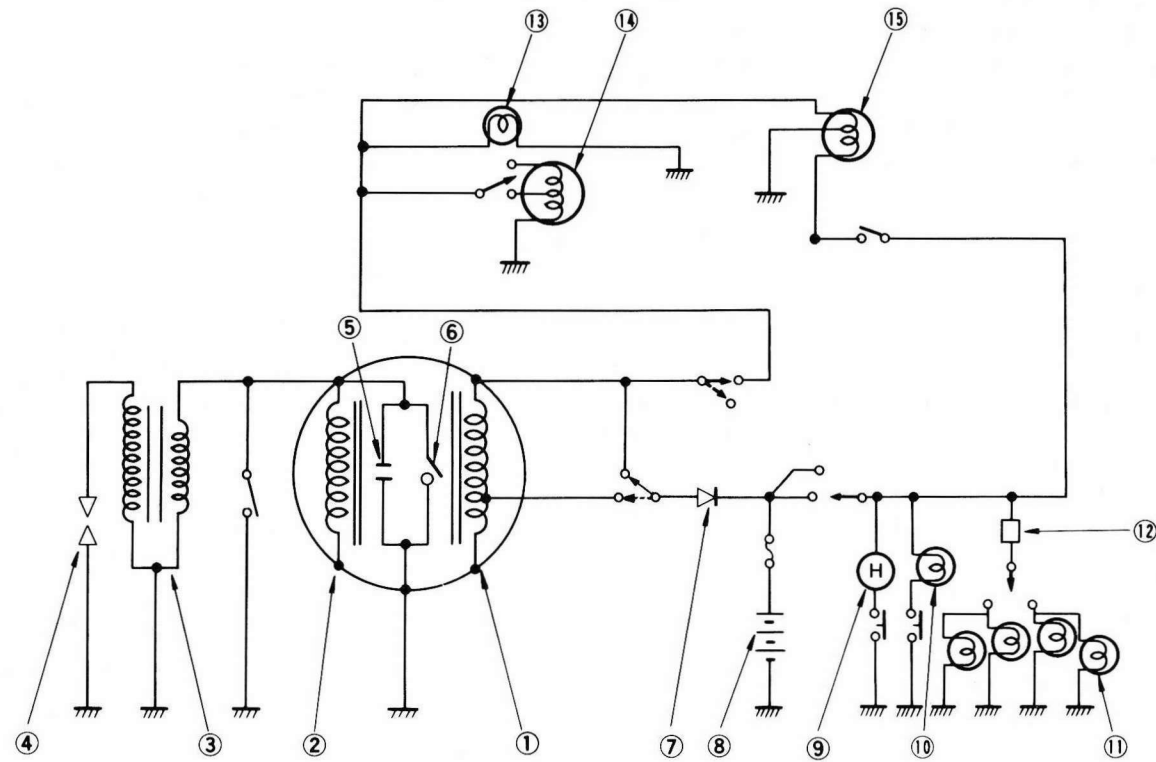 ⑬ ⑭ ⑮
⑤ ⑥
H
⑫
④ ③ ② ① ⑦ ⑧ ⑨ ⑩ ⑪